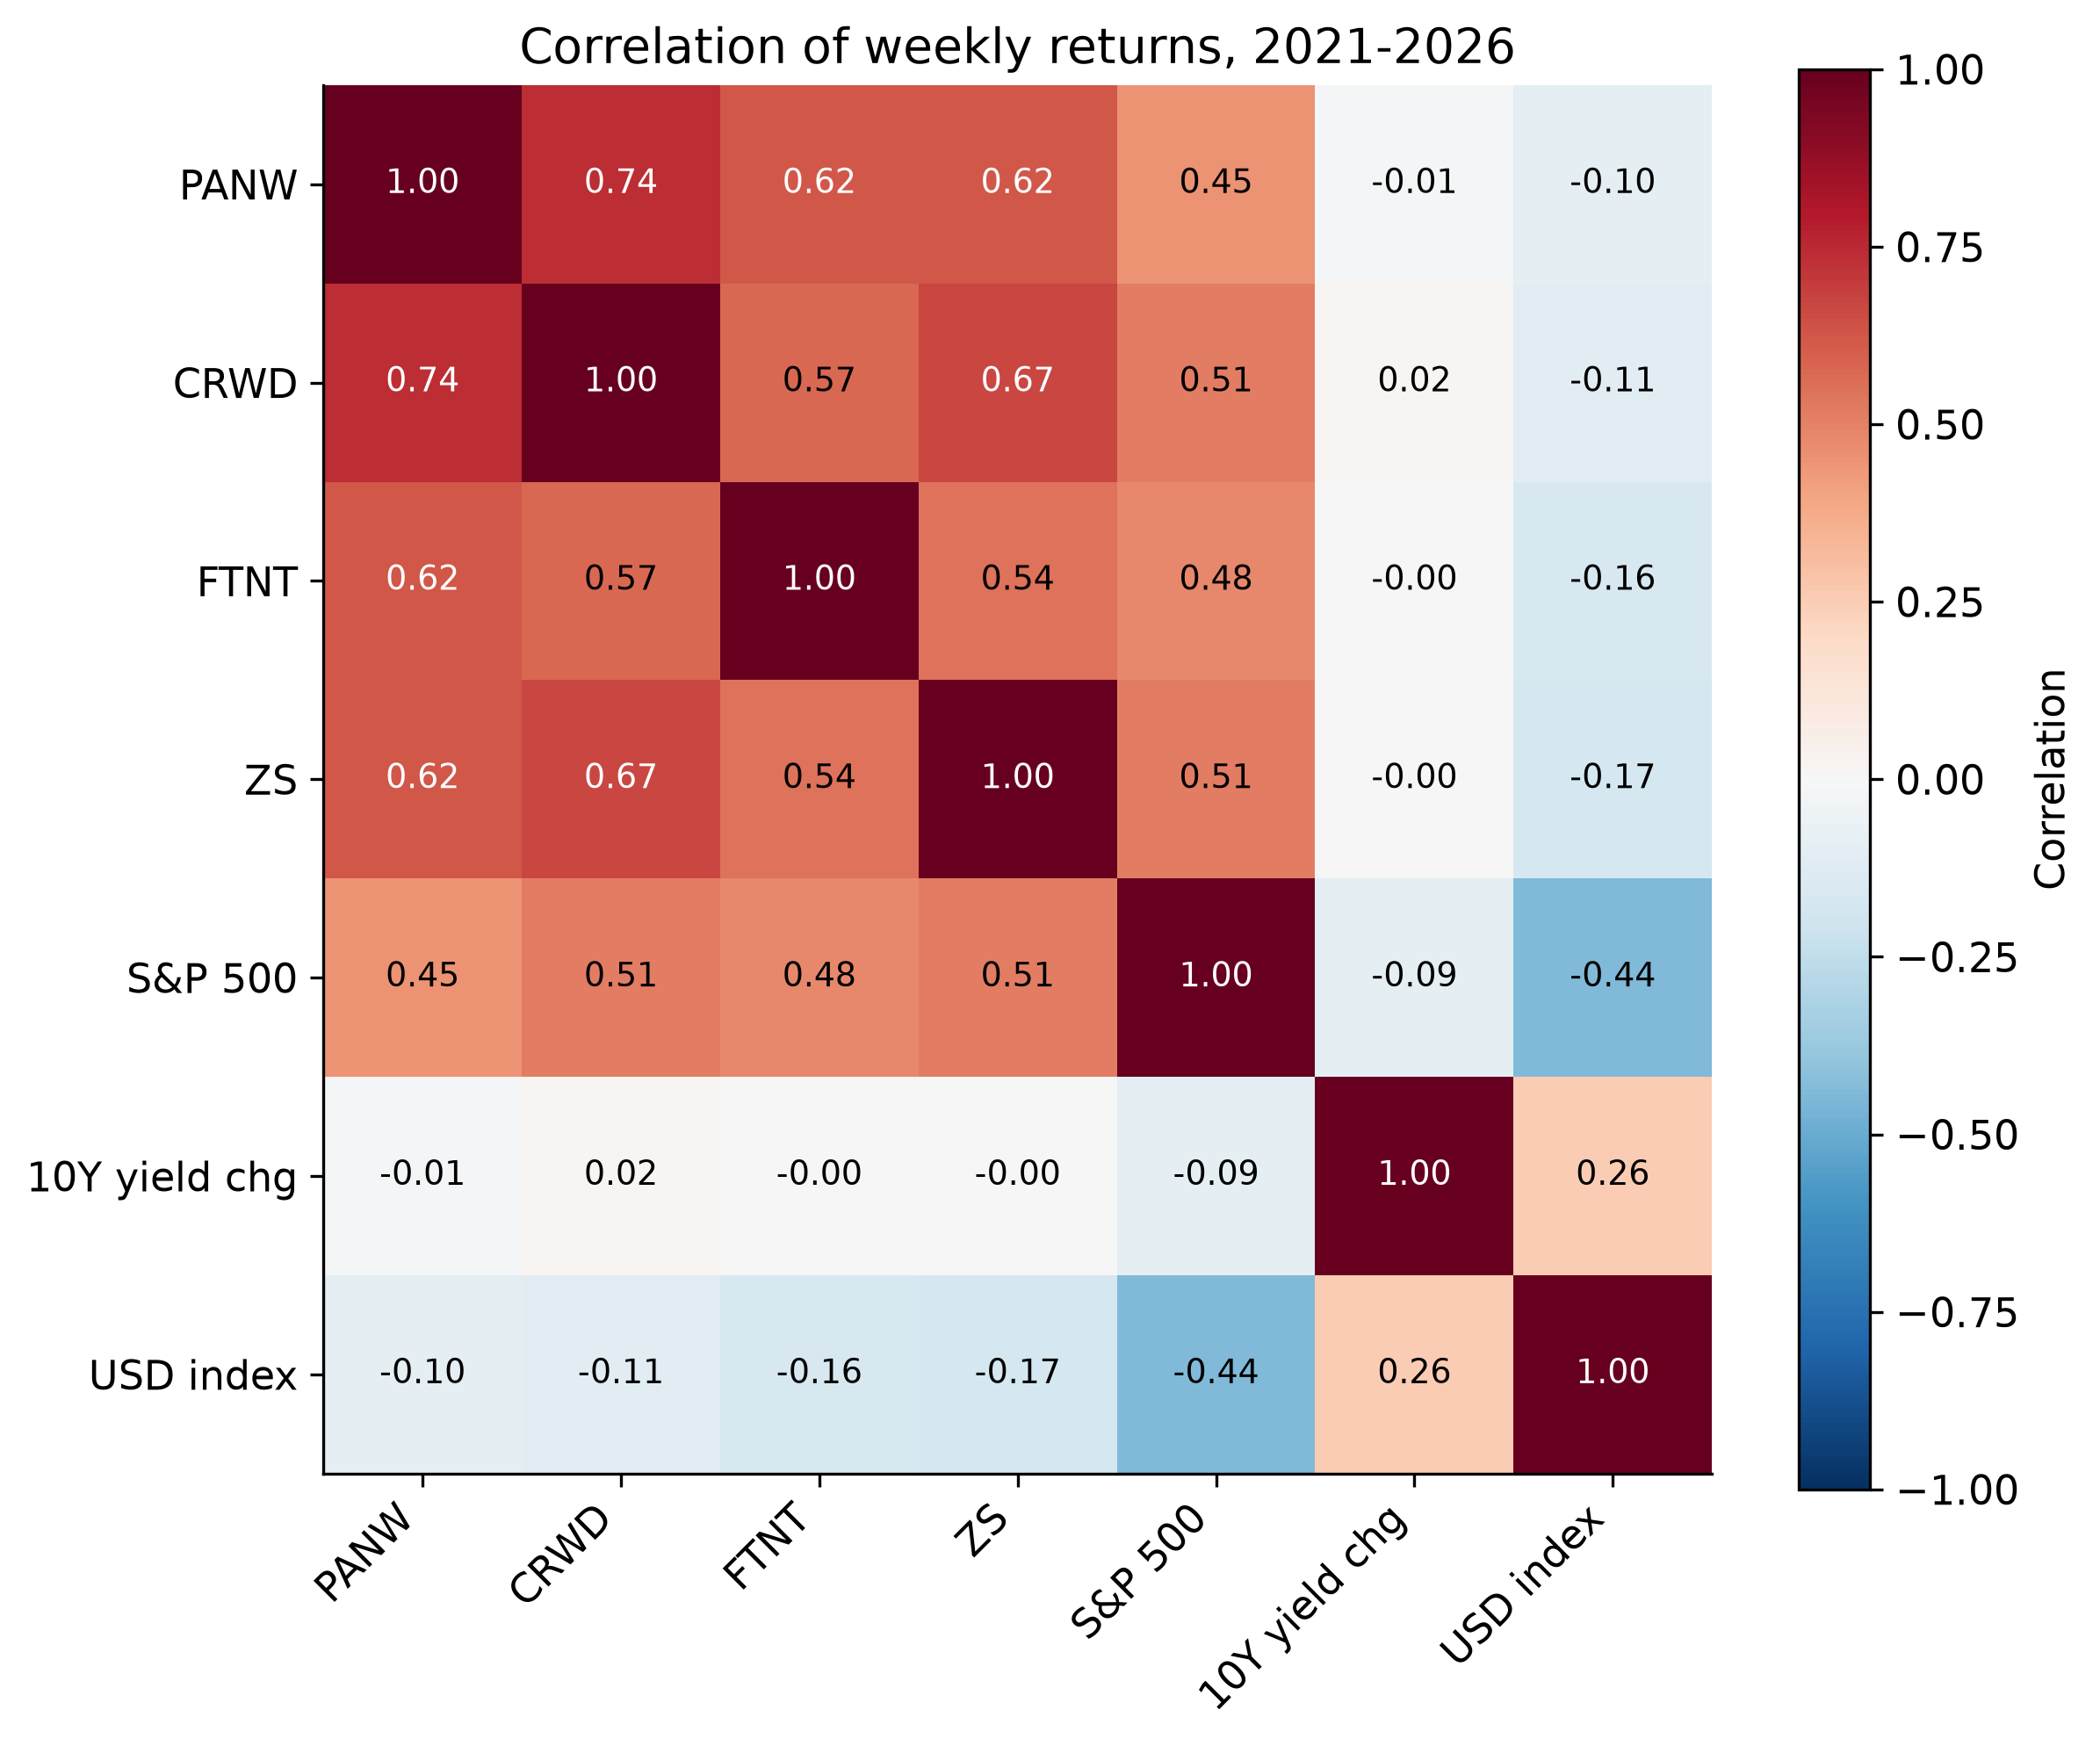 Correlation of weekly returns, 2021-2026
PANW 1.00 0.74 0.62 0.62 0.45 -0.01 -0.10
CRWD 0.74 1.00 0.57 0.67 0.51 0.02 -0.11
FTNT 0.62 0.57 1.00 0.54 0.48 -0.00 -0.16
ZS 0.62 0.67 0.54 1.00 0.51 -0.00 -0.17
S&P 500 0.45 0.51 0.48 0.51 1.00 -0.09 -0.44
10Y yield chg -0.01 0.02 -0.00 -0.00 -0.09 1.00 0.26
USD index -0.10 -0.11 -0.16 -0.17 -0.44 0.26 1.00
PANW CRWD FTNT ZS S&P 500 10Y yield chg USD index
1.00
0.75
0.50
0.25
0.00
−0.25
−0.50
−0.75
−1.00
Correlation